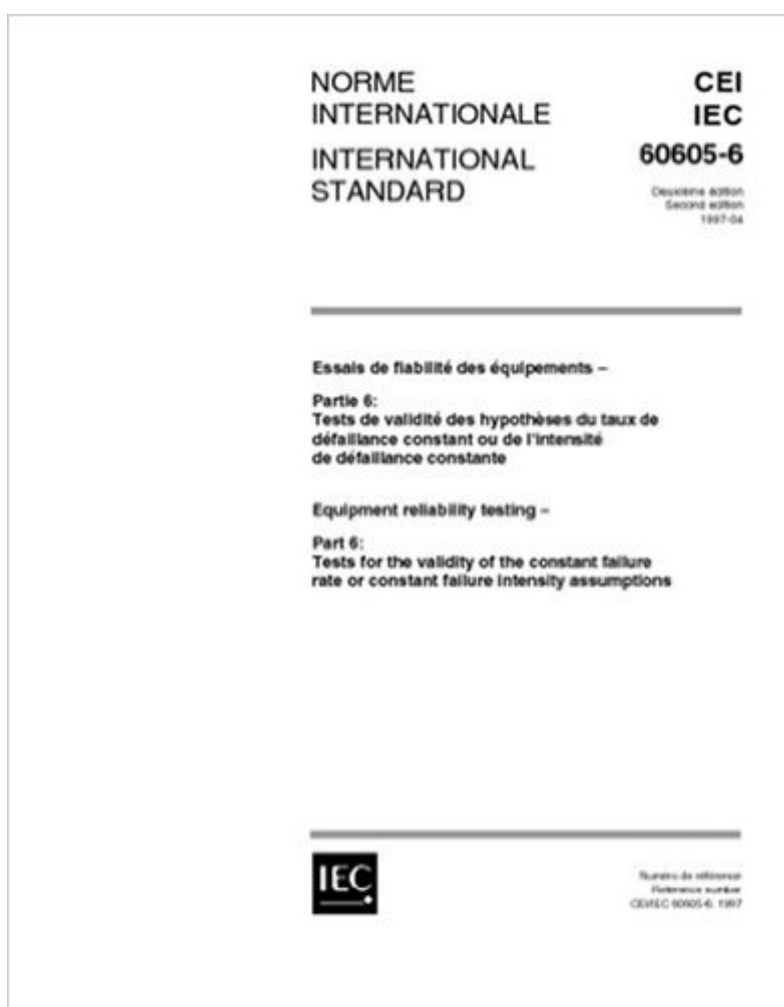 NORME
INTERNATIONALE
INTERNATIONAL
STANDARD
CEI
IEC
60605-6
Deuxième édition
Second edition
1997-04
Essais de fiabilité des équipements –
Partie 6:
Tests de validité des hypothèses du taux de
défaillance constant ou de l'intensité
de défaillance constante
Equipment reliability testing –
Part 6:
Tests for the validity of the constant failure
rate or constant failure intensity assumptions
IEC
Numéro de référence
Reference number
CEI/IEC 60605-6: 1997